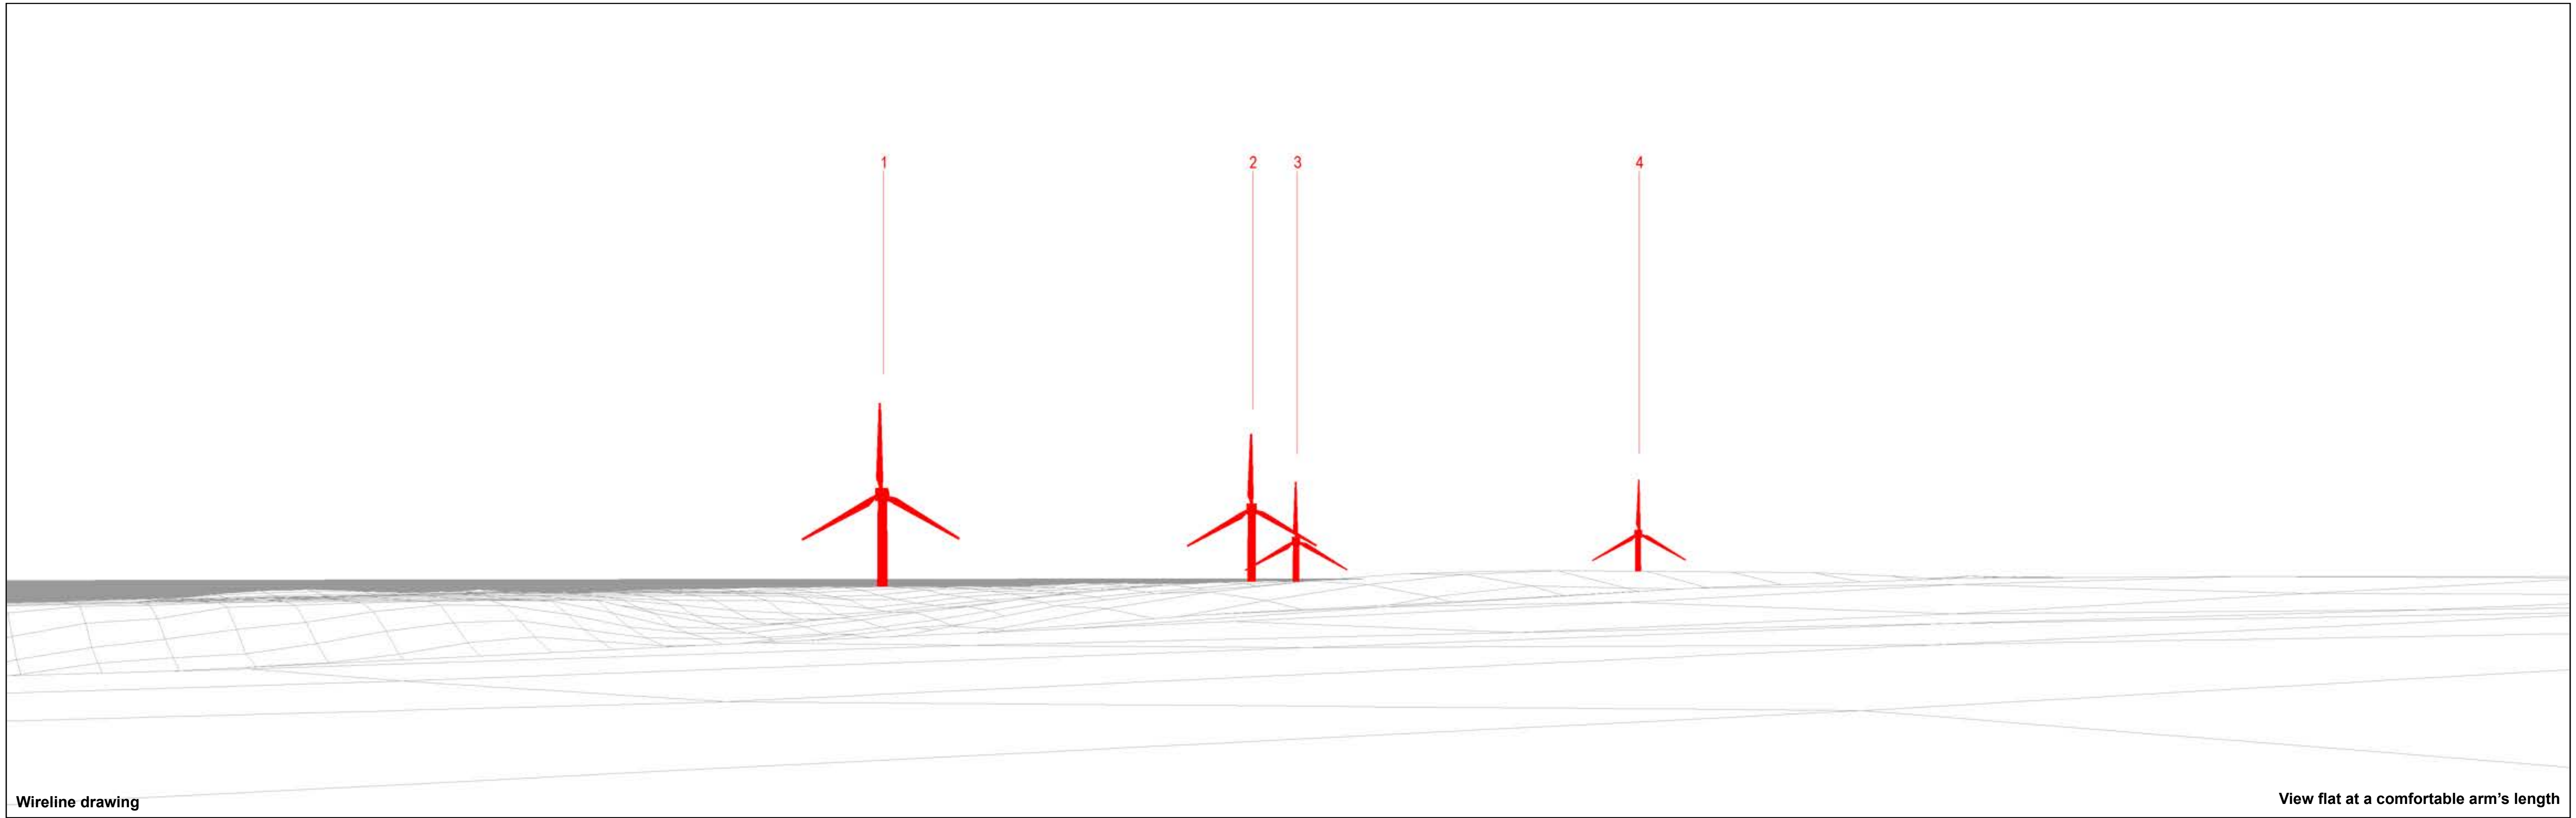 1
2
3
4
Wireline drawing
View flat at a comfortable arm’s length